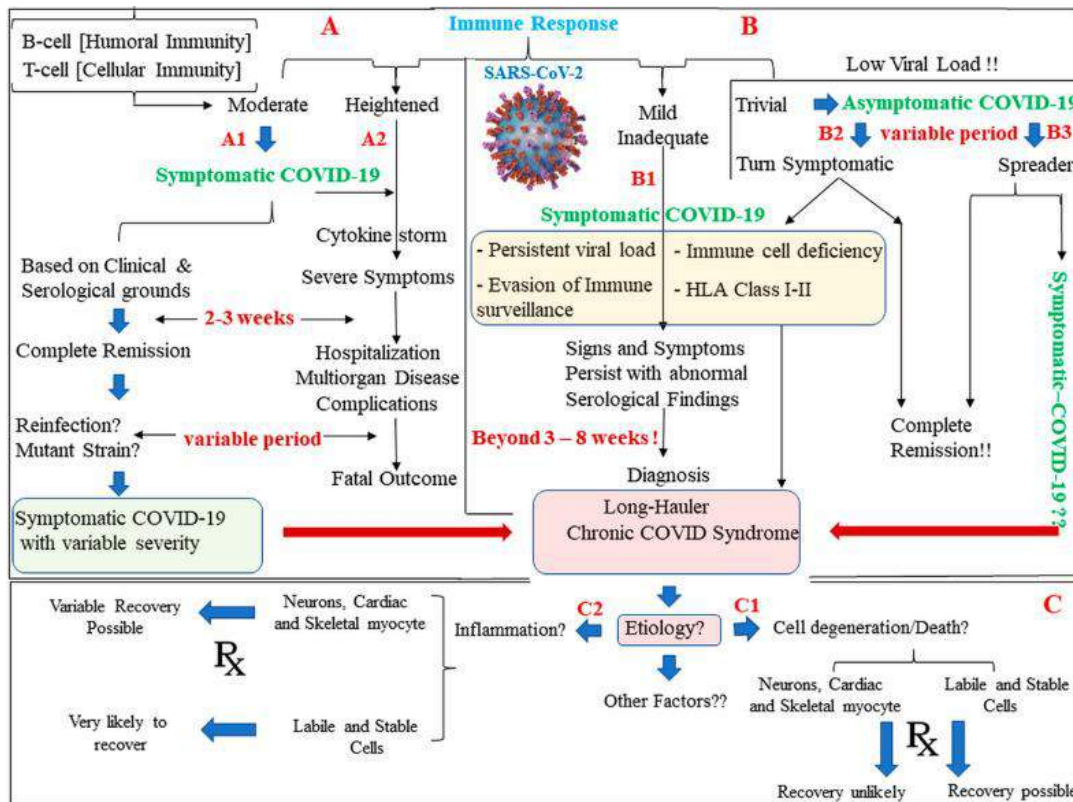 A
Immune Response
B
B-cell [Humoral Immunity]
T-cell [Cellular Immunity]
SARS-CoV-2
Low Viral Load !!
Moderate
Heightened
Mild
Inadequate
Trivial
Asymptomatic COVID-19
A1
A2
B1
B2
variable period
B3
Turn Symptomatic
Spreader
Symptomatic COVID-19
Symptomatic COVID-19
Cytokine storm
- Persistent viral load
- Immune cell deficiency
- Evasion of Immune
surveillance
- HLA Class I-II
Based on Clinical &
Serological grounds
Severe Symptoms
2-3 weeks
Complete Remission
Hospitalization
Multiorgan Disease
Complications
Signs and Symptoms
Persist with abnormal
Serological Findings
Symptomatic–COVID-19 ??
Reinfection?
Mutant Strain?
variable period
Beyond 3 – 8 weeks !
Complete
Remission!!
Fatal Outcome
Diagnosis
Symptomatic COVID-19
with variable severity
Long-Hauler
Chronic COVID Syndrome
C
Variable Recovery
Possible
Neurons, Cardiac
and Skeletal myocyte
Inflammation?
C2
Etiology?
C1
Cell degeneration/Death?
Rx
Other Factors??
Very likely to
recover
Labile and Stable
Cells
Neurons, Cardiac
and Skeletal myocyte
Labile and Stable
Cells
Rx
Recovery unlikely
Recovery possible